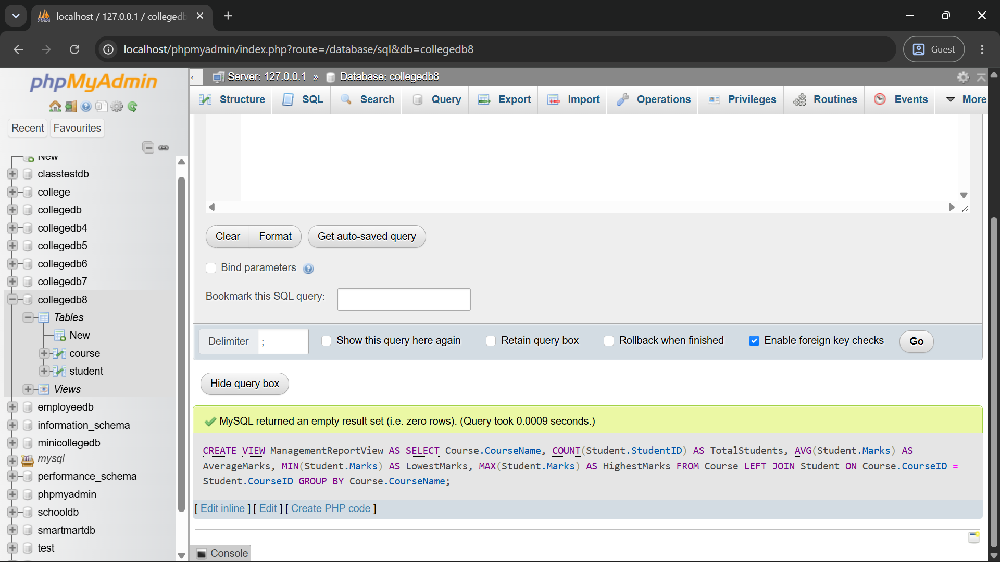 localhost / 127.0.0.1 / collegedb
localhost/phpmyadmin/index.php?route=/database/sql&db=collegedb8
Guest
phpMyAdmin
Recent
Favourites
New
classtestdb
college
collegedb
collegedb4
collegedb5
collegedb6
collegedb7
collegedb8
Tables
New
course
student
Views
employeedb
information_schema
minicollegedb
mysql
performance_schema
phpmyadmin
schooldb
smartmartdb
test
Server: 127.0.0.1 » Database: collegedb8
Structure SQL Search Query Export Import Operations Privileges Routines Events More
Clear Format Get auto-saved query
Bind parameters
Bookmark this SQL query:
Delimiter ; Show this query here again Retain query box Rollback when finished Enable foreign key checks Go
Hide query box
MySQL returned an empty result set (i.e. zero rows). (Query took 0.0009 seconds.)
CREATE VIEW ManagementReportView AS SELECT Course.CourseName, COUNT(Student.StudentID) AS TotalStudents, AVG(Student.Marks) AS
AverageMarks, MIN(Student.Marks) AS LowestMarks, MAX(Student.Marks) AS HighestMarks FROM Course LEFT JOIN Student ON Course.CourseID =
Student.CourseID GROUP BY Course.CourseName;
[ Edit inline ] [ Edit ] [ Create PHP code ]
Console